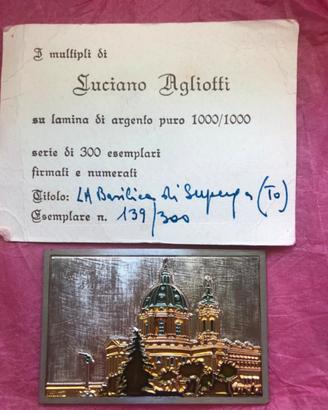 I multipli di
Luciano Agliotti
su lamina di argento puro 1000/1000
serie di 300 esemplari
firmati e numerati
Titolo: LA Basilica di Superga (To)
Esemplare n. 139/300